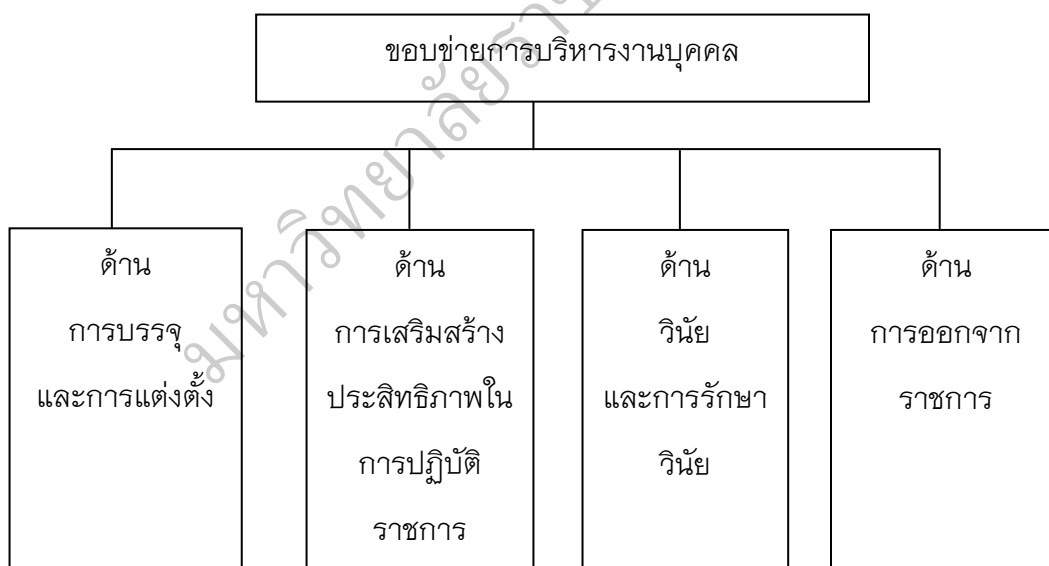 ขอบข่ายการบริหารงานบุคคล
ด้าน
การบรรจุ
และการแต่งตั้ง
ด้าน
การเสริมสร้าง
ประสิทธิภาพใน
การปฏิบัติ
ราชการ
ด้าน
วินัย
และการรักษา
วินัย
ด้าน
การออกจาก
ราชการ
มหาวิทยาลัยราช